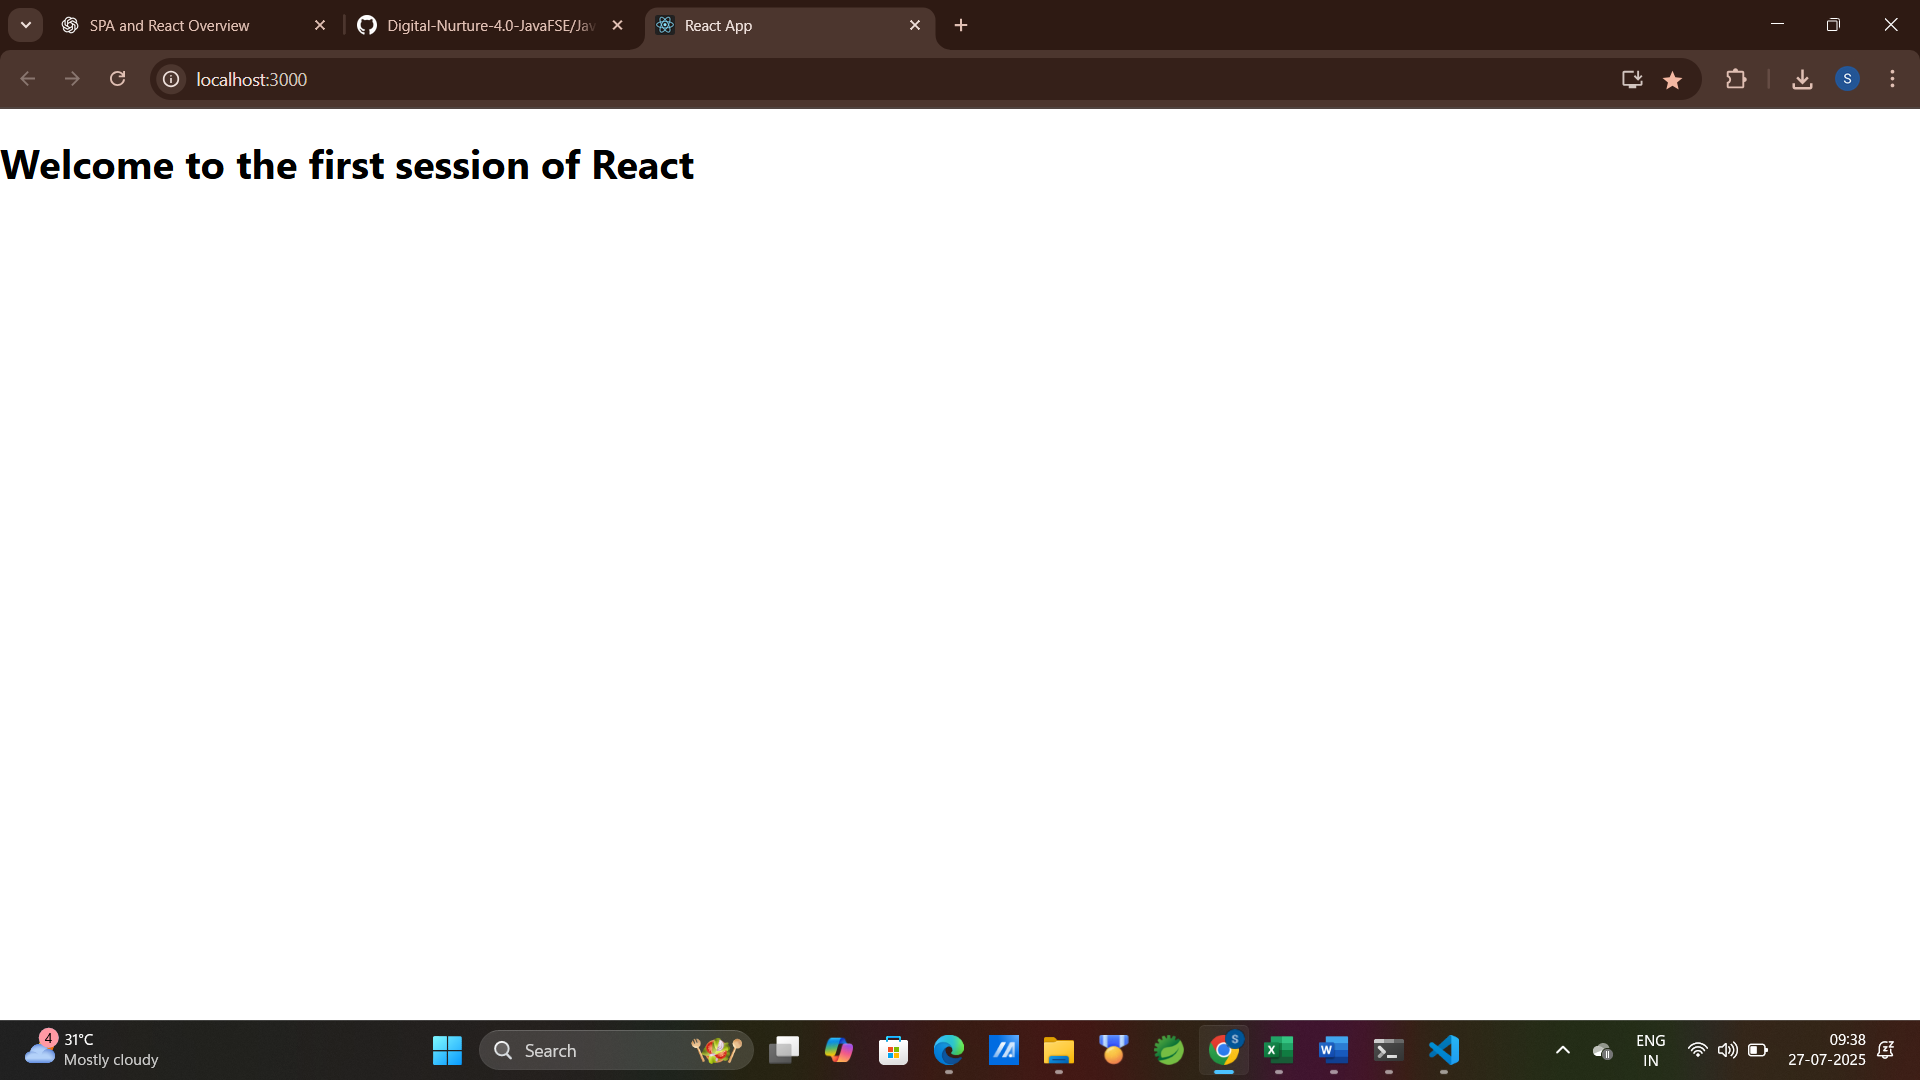 SPA and React Overview
Digital-Nurture-4.0-JavaFSE/Jav
React App
localhost:3000
S
Welcome to the first session of React
4
31°C
Mostly cloudy
Search
S
ENG
IN
09:38
27-07-2025